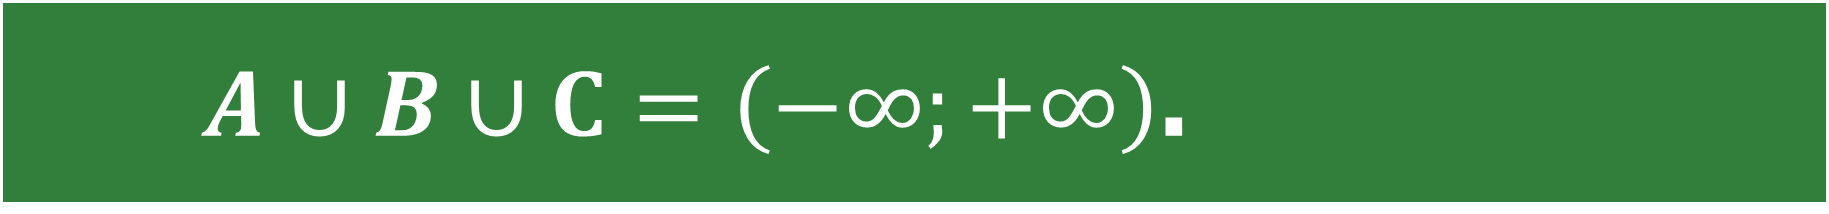 A ∪ B ∪ C = (−∞; +∞).